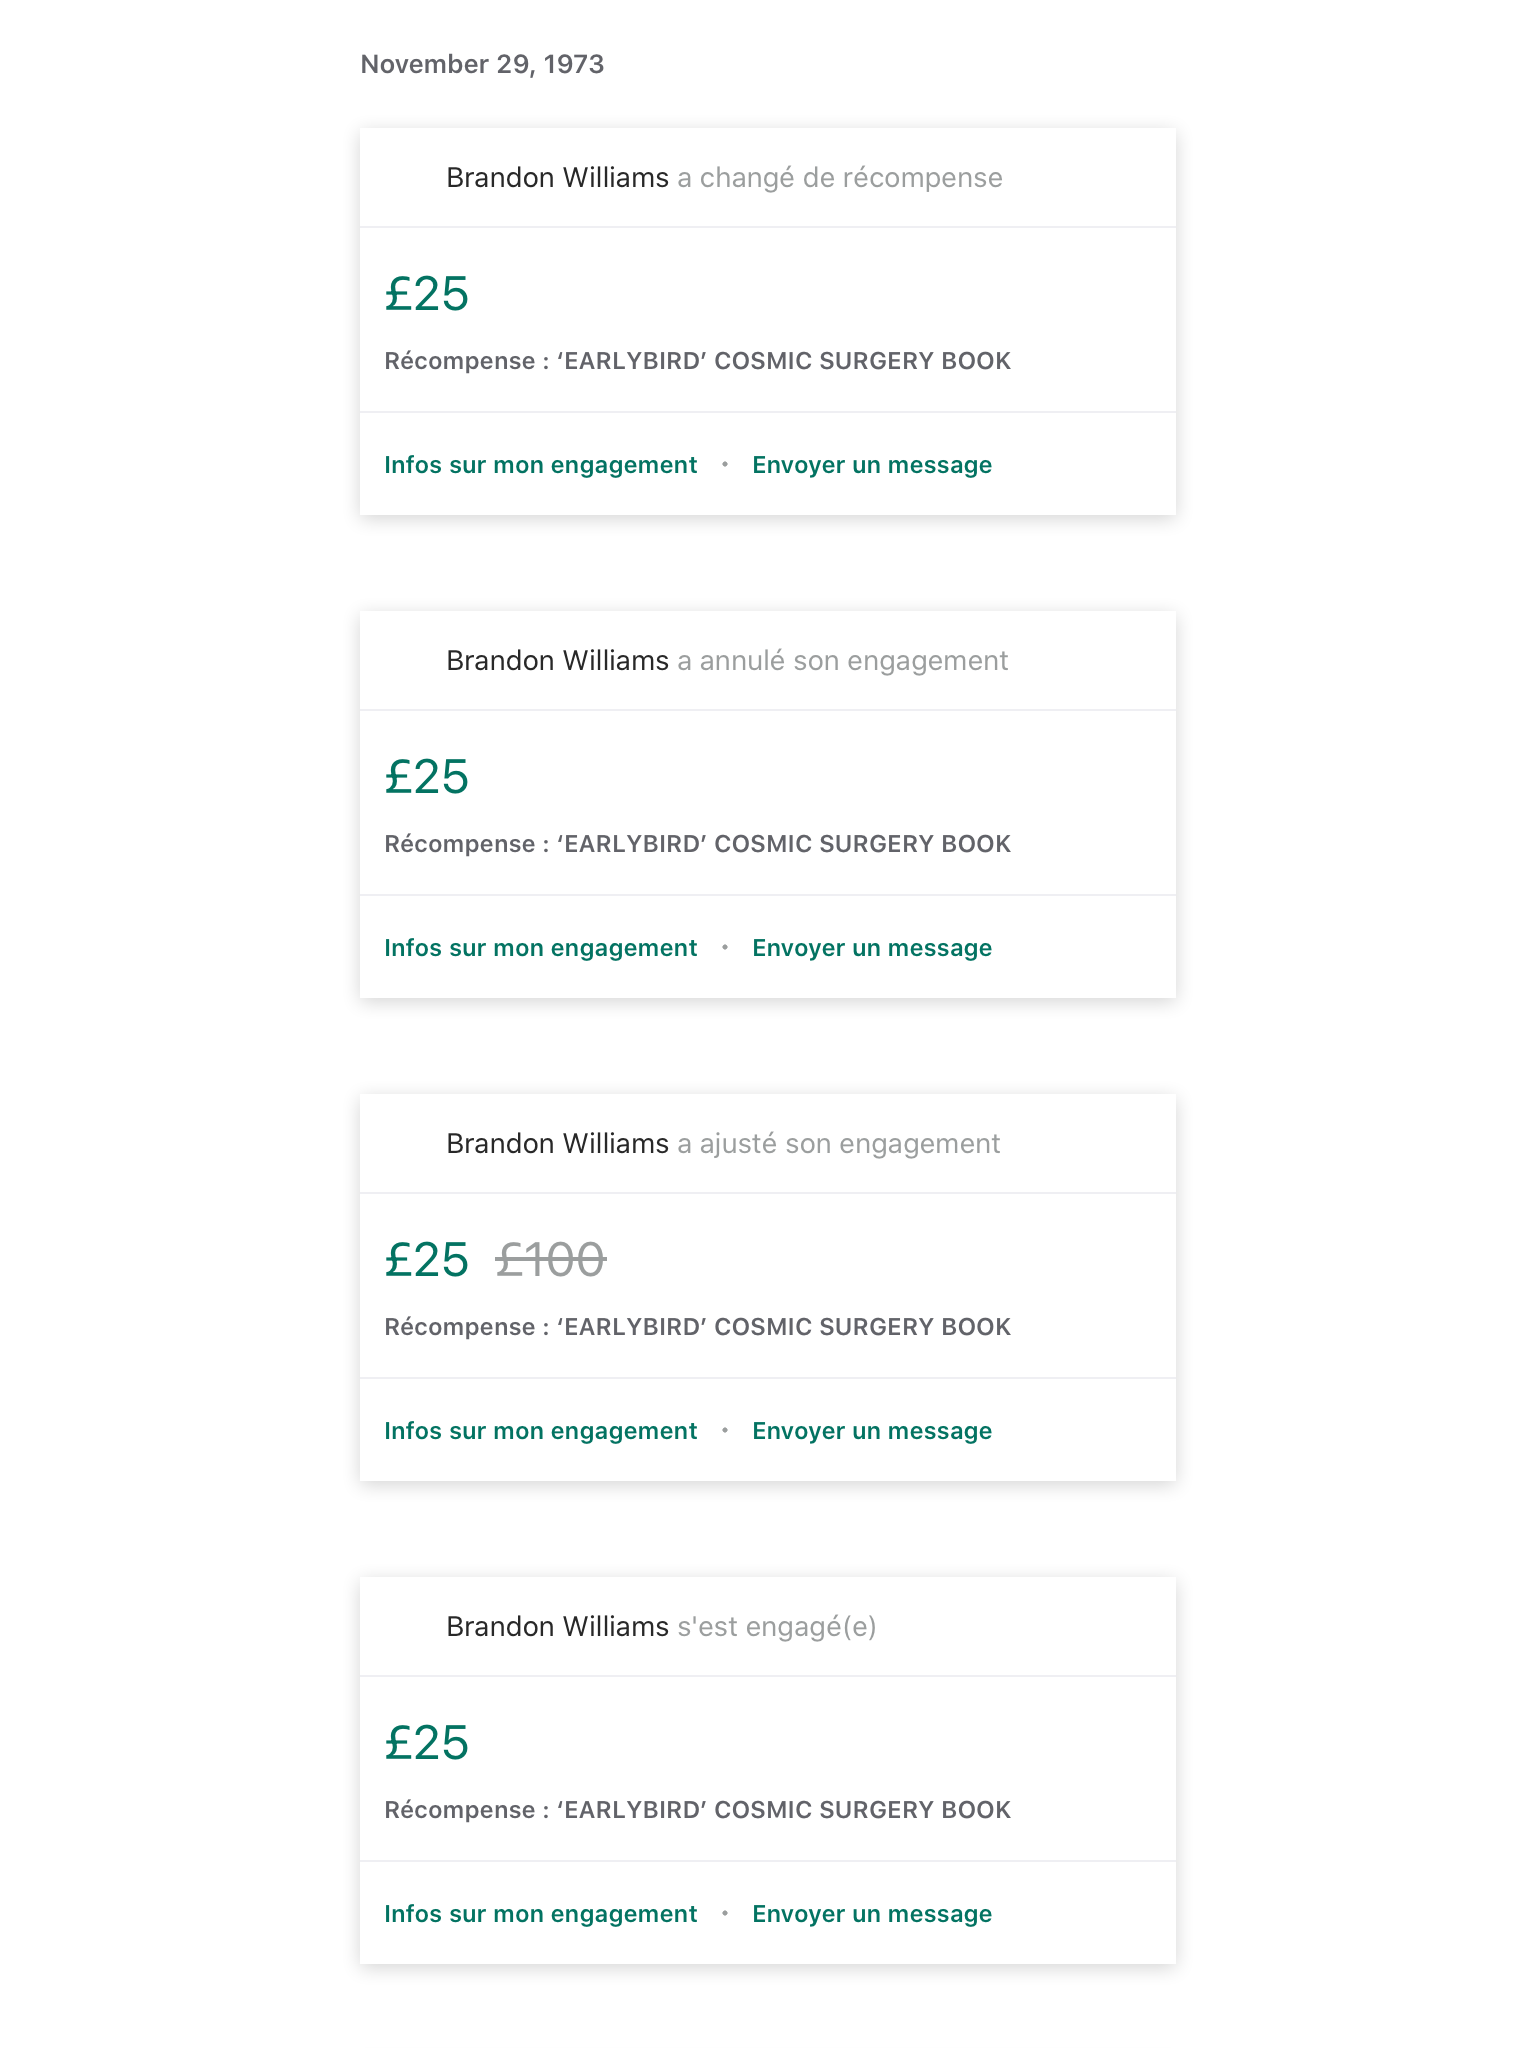 November 29, 1973
Brandon Williams a changé de récompense
£25
Récompense : ‘EARLYBIRD’ COSMIC SURGERY BOOK
Infos sur mon engagement • Envoyer un message
Brandon Williams a annulé son engagement
£25
Récompense : ‘EARLYBIRD’ COSMIC SURGERY BOOK
Infos sur mon engagement • Envoyer un message
Brandon Williams a ajusté son engagement
£25 £100
Récompense : ‘EARLYBIRD’ COSMIC SURGERY BOOK
Infos sur mon engagement • Envoyer un message
Brandon Williams s'est engagé(e)
£25
Récompense : ‘EARLYBIRD’ COSMIC SURGERY BOOK
Infos sur mon engagement • Envoyer un message